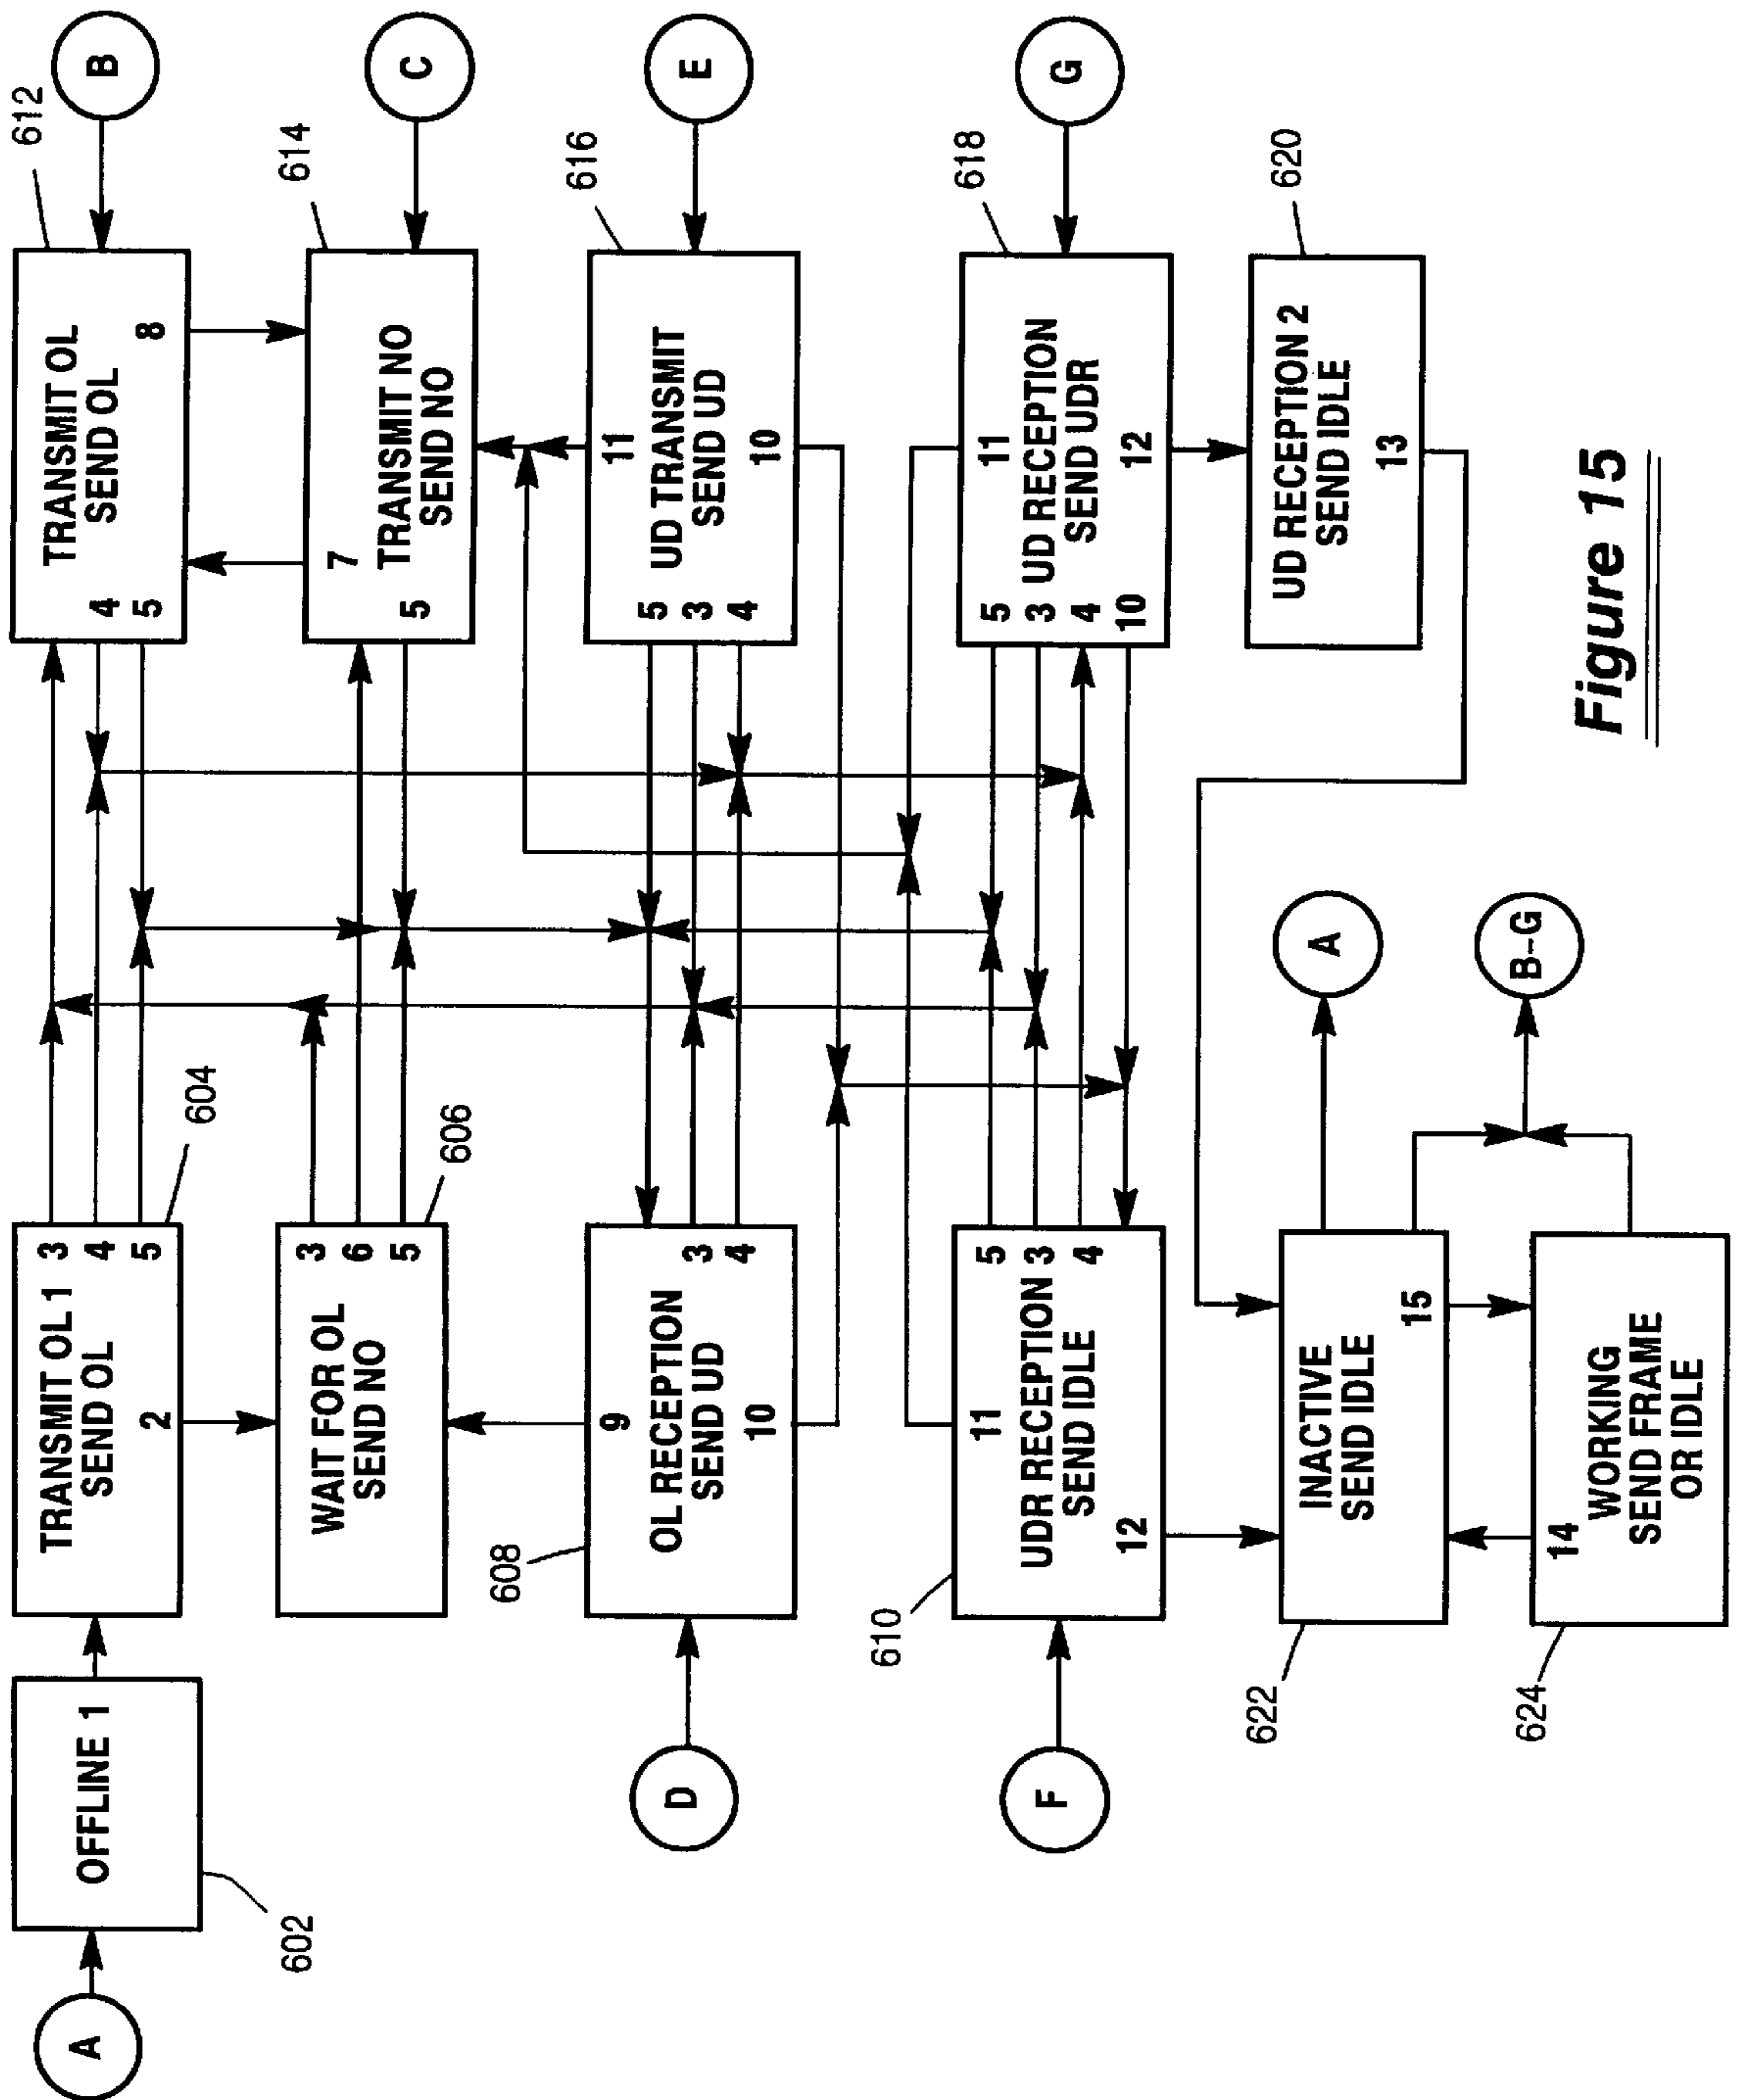 A
602
OFFLINE 1
TRANSMIT OL 1
SEND OL
3
4
5
2
604
TRANSMIT OL
SEND OL
4
5
8
612
B
WAIT FOR OL
SEND NO
3
6
5
606
7
TRANSMIT NO
SEND NO
5
614
C
D
608
9
OL RECEPTION
SEND UD
3
4
10
5
3
4
11
UD TRANSMIT
SEND UD
10
616
E
F
610
11
5
UDR RECEPTION 3
SEND IDLE
4
12
5
3
4
10
11
UD RECEPTION
SEND UDR
12
618
G
622
INACTIVE
SEND IDLE
15
A
UD RECEPTION 2
SEND IDLE
13
620
624
14
WORKING
SEND FRAME
OR IDLE
B-G
Figure 15